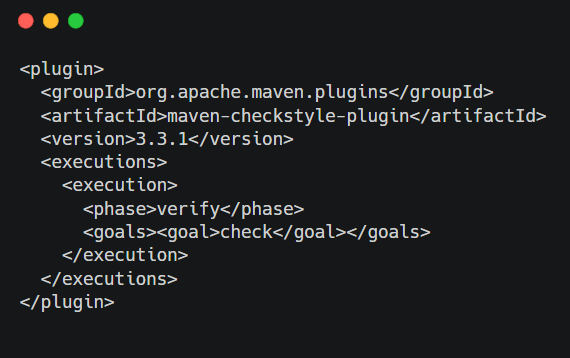 <plugin>
  <groupId>org.apache.maven.plugins</groupId>
  <artifactId>maven-checkstyle-plugin</artifactId>
  <version>3.3.1</version>
  <executions>
    <execution>
      <phase>verify</phase>
      <goals><goal>check</goal></goals>
    </execution>
  </executions>
</plugin>